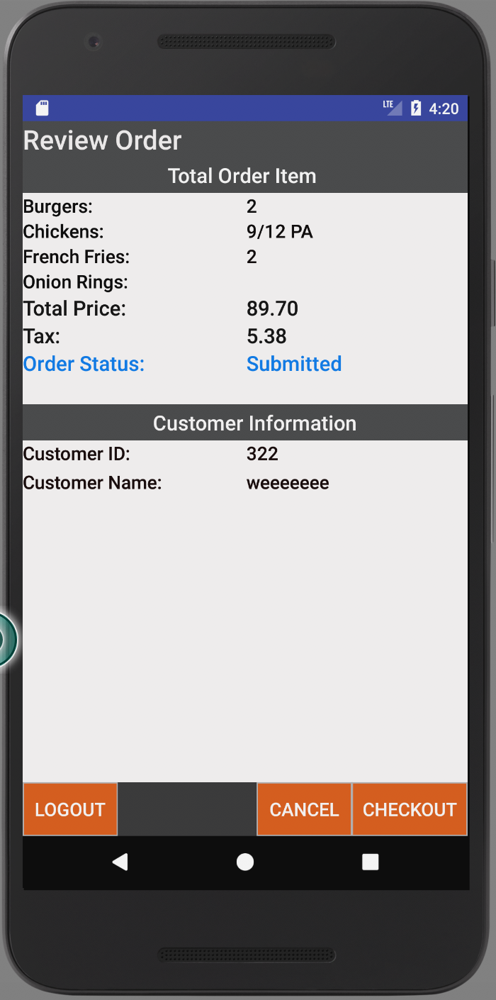 LTE 4:20
Review Order
Total Order Item
Burgers: 2
Chickens: 9/12 PA
French Fries: 2
Onion Rings:
Total Price: 89.70
Tax: 5.38
Order Status: Submitted
Customer Information
Customer ID: 322
Customer Name: weeeeeee
LOGOUT CANCEL CHECKOUT